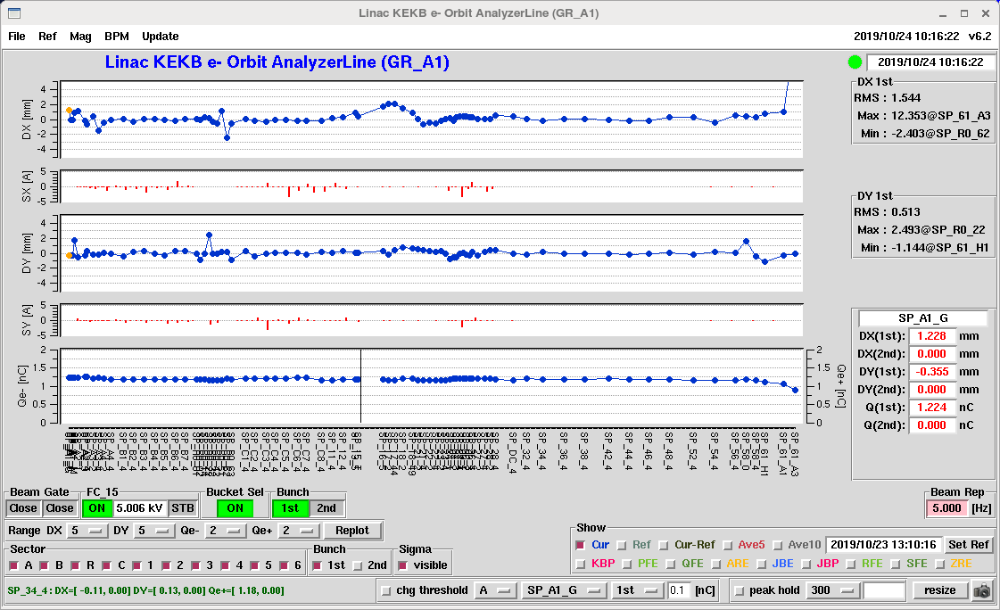 Linac KEKB e- Orbit AnalyzerLine (GR_A1)
File Ref Mag BPM Update
2019/10/24 10:16:22 v6.2
Linac KEKB e- Orbit AnalyzerLine (GR_A1)
2019/10/24 10:16:22
DX [mm]
4
2
0
-2
-4
SX [A]
5
0
-5
DY [mm]
4
2
0
-2
-4
SY [A]
5
0
-5
Qe- [nC]
2
1.5
1
0.5
0
2
1.5
1
0.5
0
Qe+ [nC]
DX 1st
RMS : 1.544
Max : 12.353@SP_61_A3
Min : -2.403@SP_R0_62
DY 1st
RMS : 0.513
Max : 2.493@SP_R0_22
Min : -1.144@SP_61_H1
SP_A1_G
DX(1st): 1.228 mm
DX(2nd): 0.000 mm
DY(1st): -0.355 mm
DY(2nd): 0.000 mm
Q(1st): 1.224 nC
Q(2nd): 0.000 nC
SP_A4_4
SP_B1_4
SP_B2_4
SP_B3_4
SP_B4_4
SP_B5_4
SP_B6_4
SP_B7_4
SP_C1_4
SP_C2_4
SP_C3_4
SP_C4_4
SP_C5_4
SP_C6_4
SP_C7_4
SP_C8_4
SP_11_4
SP_12_4
SP_DC_4
SP_32_4
SP_34_4
SP_36_4
SP_38_4
SP_42_4
SP_44_4
SP_46_4
SP_48_4
SP_52_4
SP_54_4
SP_56_4
SP_58_0
SP_58_4
SP_61_H1
SP_61_A1
SP_61_A3
Beam Gate FC_15 Bucket Sel Bunch
Close Close ON 5.006 kV STB ON 1st 2nd
Beam Rep
5.000 [Hz]
Range DX 5 DY 5 Qe- 2 Qe+ 2 Replot
Sector
A B R C 1 2 3 4 5 6
Bunch
1st 2nd
Sigma
visible
Show
Cur Ref Cur-Ref Ave5 Ave10 2019/10/23 13:10:16 Set Ref
KBP PFE QFE ARE JBE JBP RFE SFE ZRE
SP_34_4 : DX=[ -0.11, 0.00] DY=[ 0.13, 0.00] Qe+=[ 1.18, 0.00]
chg threshold A SP_A1_G 1st 0.1 [nC]
peak hold 300 resize